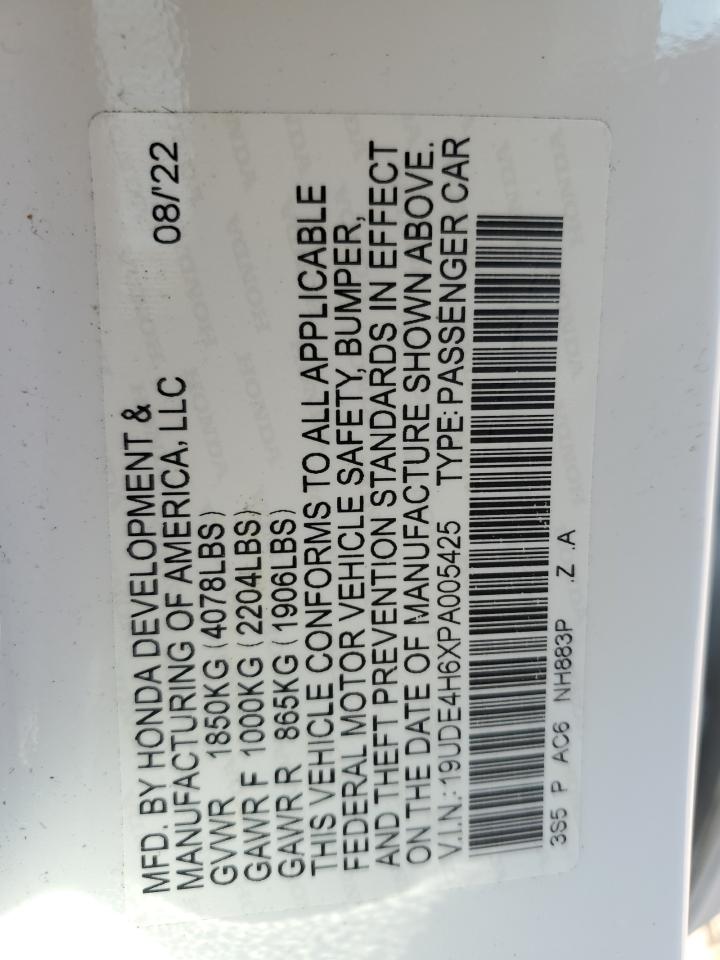 MFD. BY HONDA DEVELOPMENT &
MANUFACTURING OF AMERICA, LLC 08/'22
GVWR 1850KG (4078LBS)
GAWR F 1000KG (2204LBS)
GAWR R 865KG (1906LBS)
THIS VEHICLE CONFORMS TO ALL APPLICABLE
FEDERAL MOTOR VEHICLE SAFETY, BUMPER,
AND THEFT PREVENTION STANDARDS IN EFFECT
ON THE DATE OF MANUFACTURE SHOWN ABOVE.
V.I.N.:19UDE4H6XPA005425 TYPE:PASSENGER CAR
3S5 P AC6 NH883P .Z .A